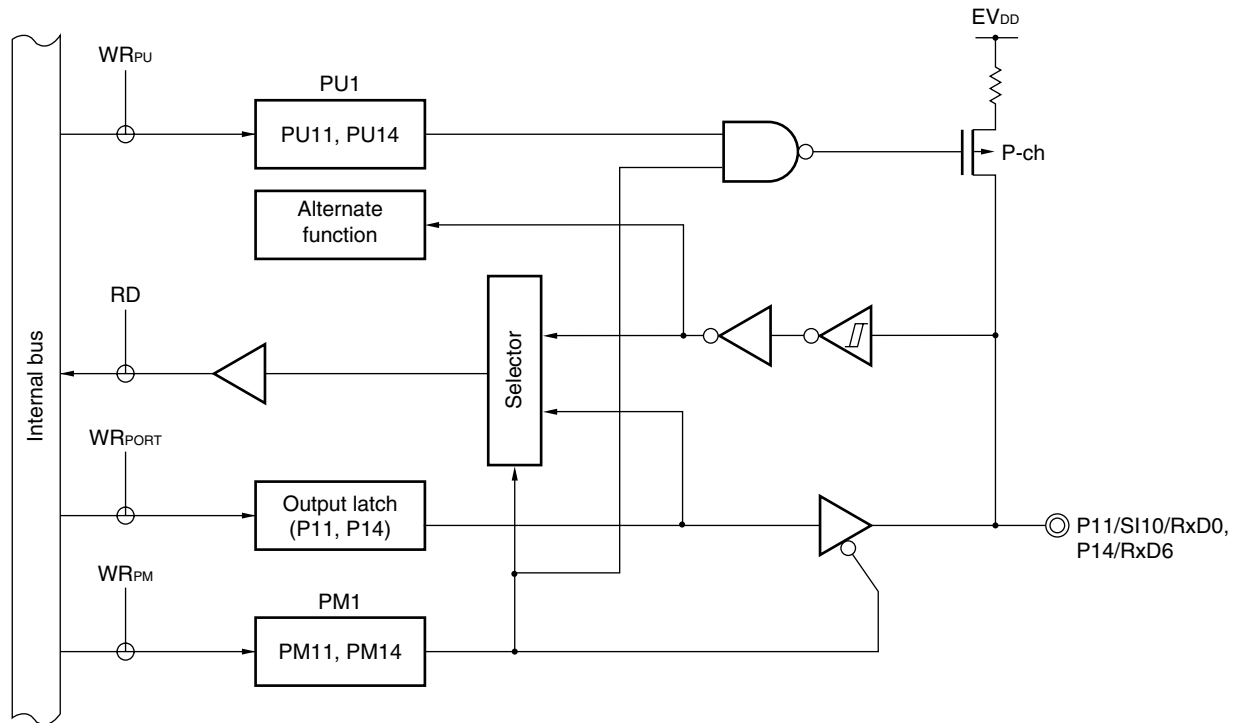 EVDD
WRPU
PU1
PU11, PU14
P-ch
Alternate
function
RD
Selector
Internal bus
WRPORT
Output latch
(P11, P14)
P11/SI10/RxD0,
P14/RxD6
WRPM
PM1
PM11, PM14